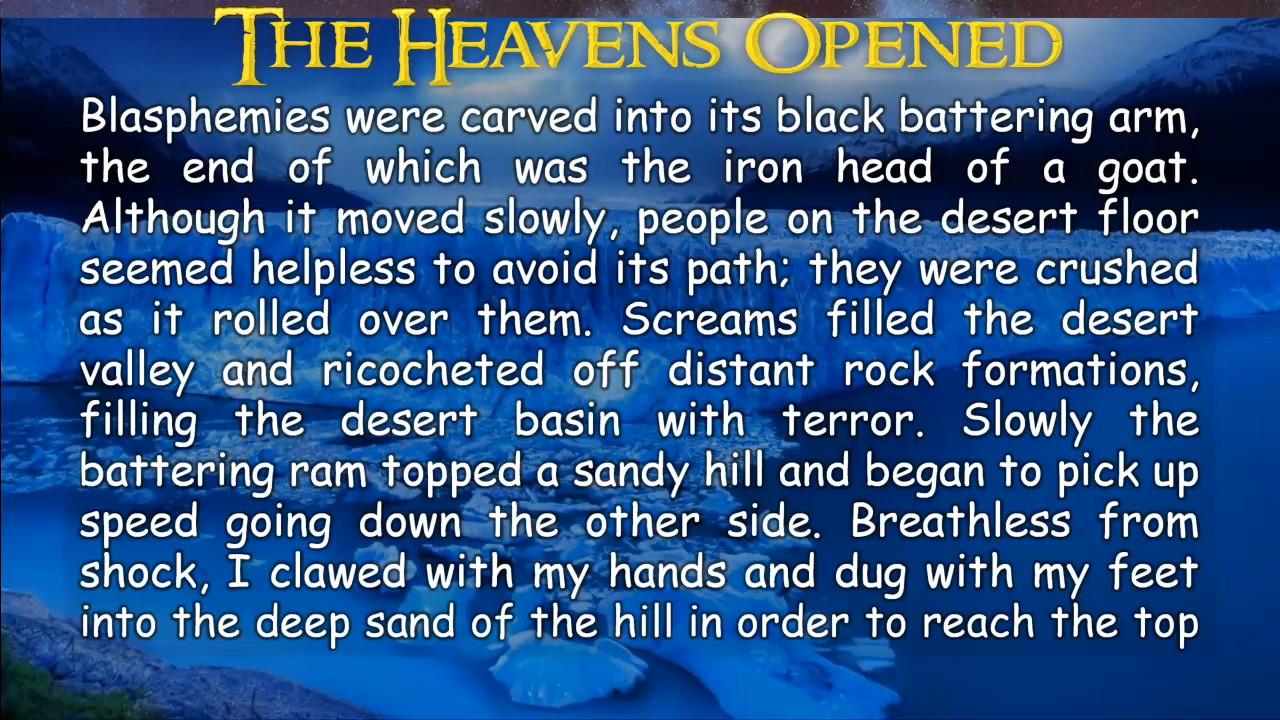 THE HEAVENS OPENED
Blasphemies were carved into its black battering arm,
the end of which was the iron head of a goat.
Although it moved slowly, people on the desert floor
seemed helpless to avoid its path; they were crushed
as it rolled over them. Screams filled the desert
valley and ricocheted off distant rock formations,
filling the desert basin with terror. Slowly the
battering ram topped a sandy hill and began to pick up
speed going down the other side. Breathless from
shock, I clawed with my hands and dug with my feet
into the deep sand of the hill in order to reach the top